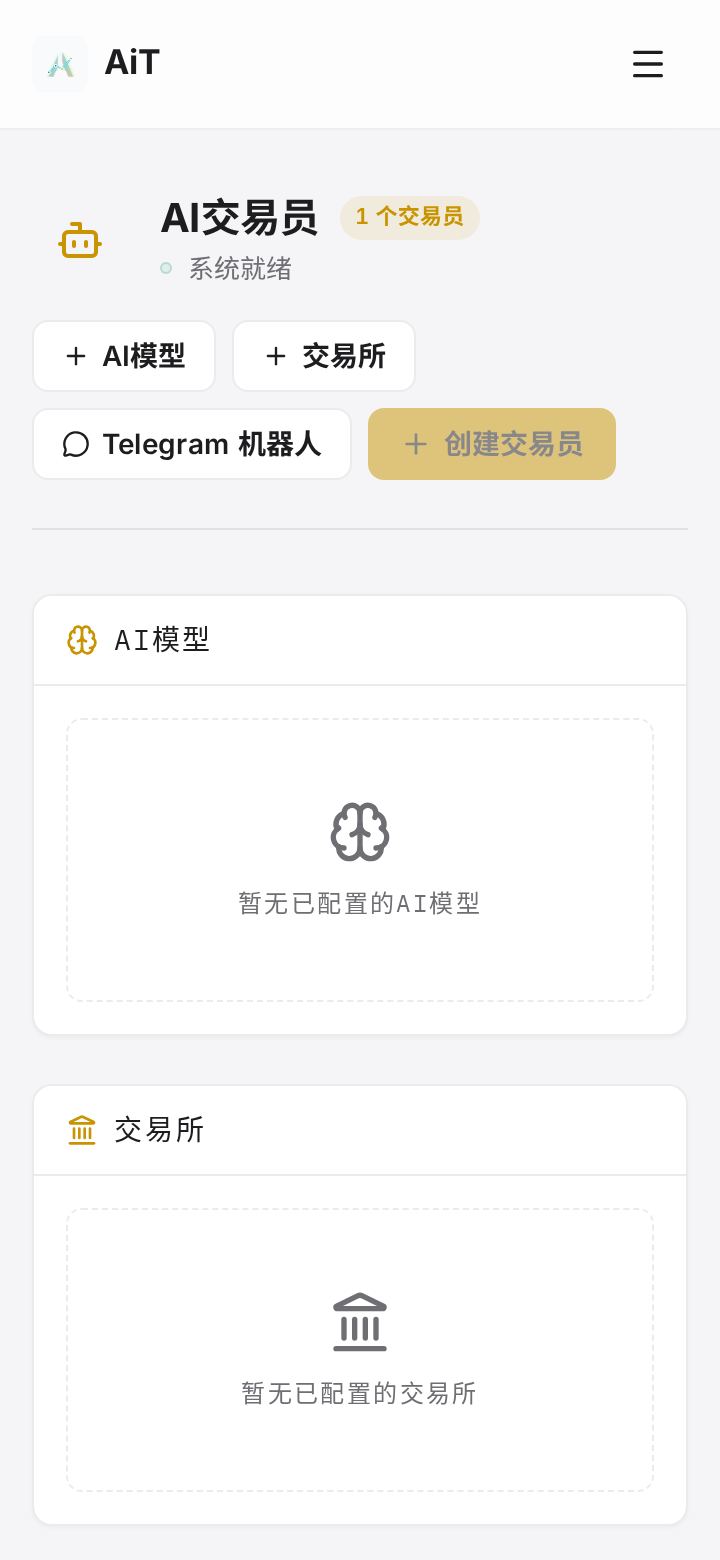 AiT
AI交易员
1 个交易员
系统就绪
AI模型
交易所
Telegram 机器人
创建交易员
AI模型
暂无已配置的AI模型
交易所
暂无已配置的交易所